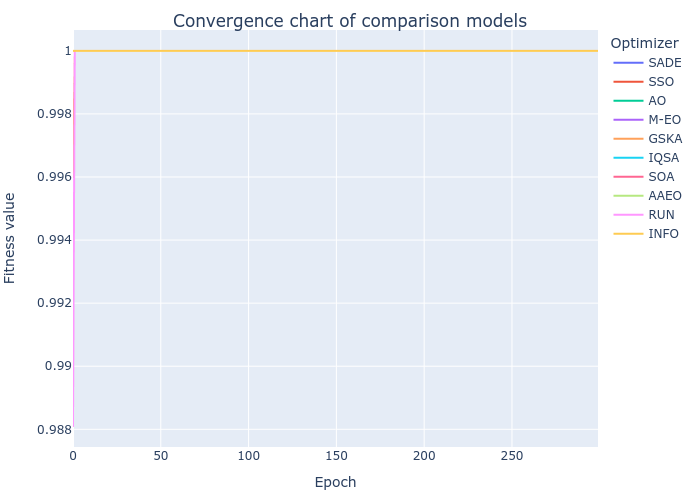 Convergence chart of comparison models
Fitness value
1
0.998
0.996
0.994
0.992
0.99
0.988
0
50
100
150
200
250
Epoch
Optimizer
SADE
SSO
AO
M-EO
GSKA
IQSA
SOA
AAEO
RUN
INFO